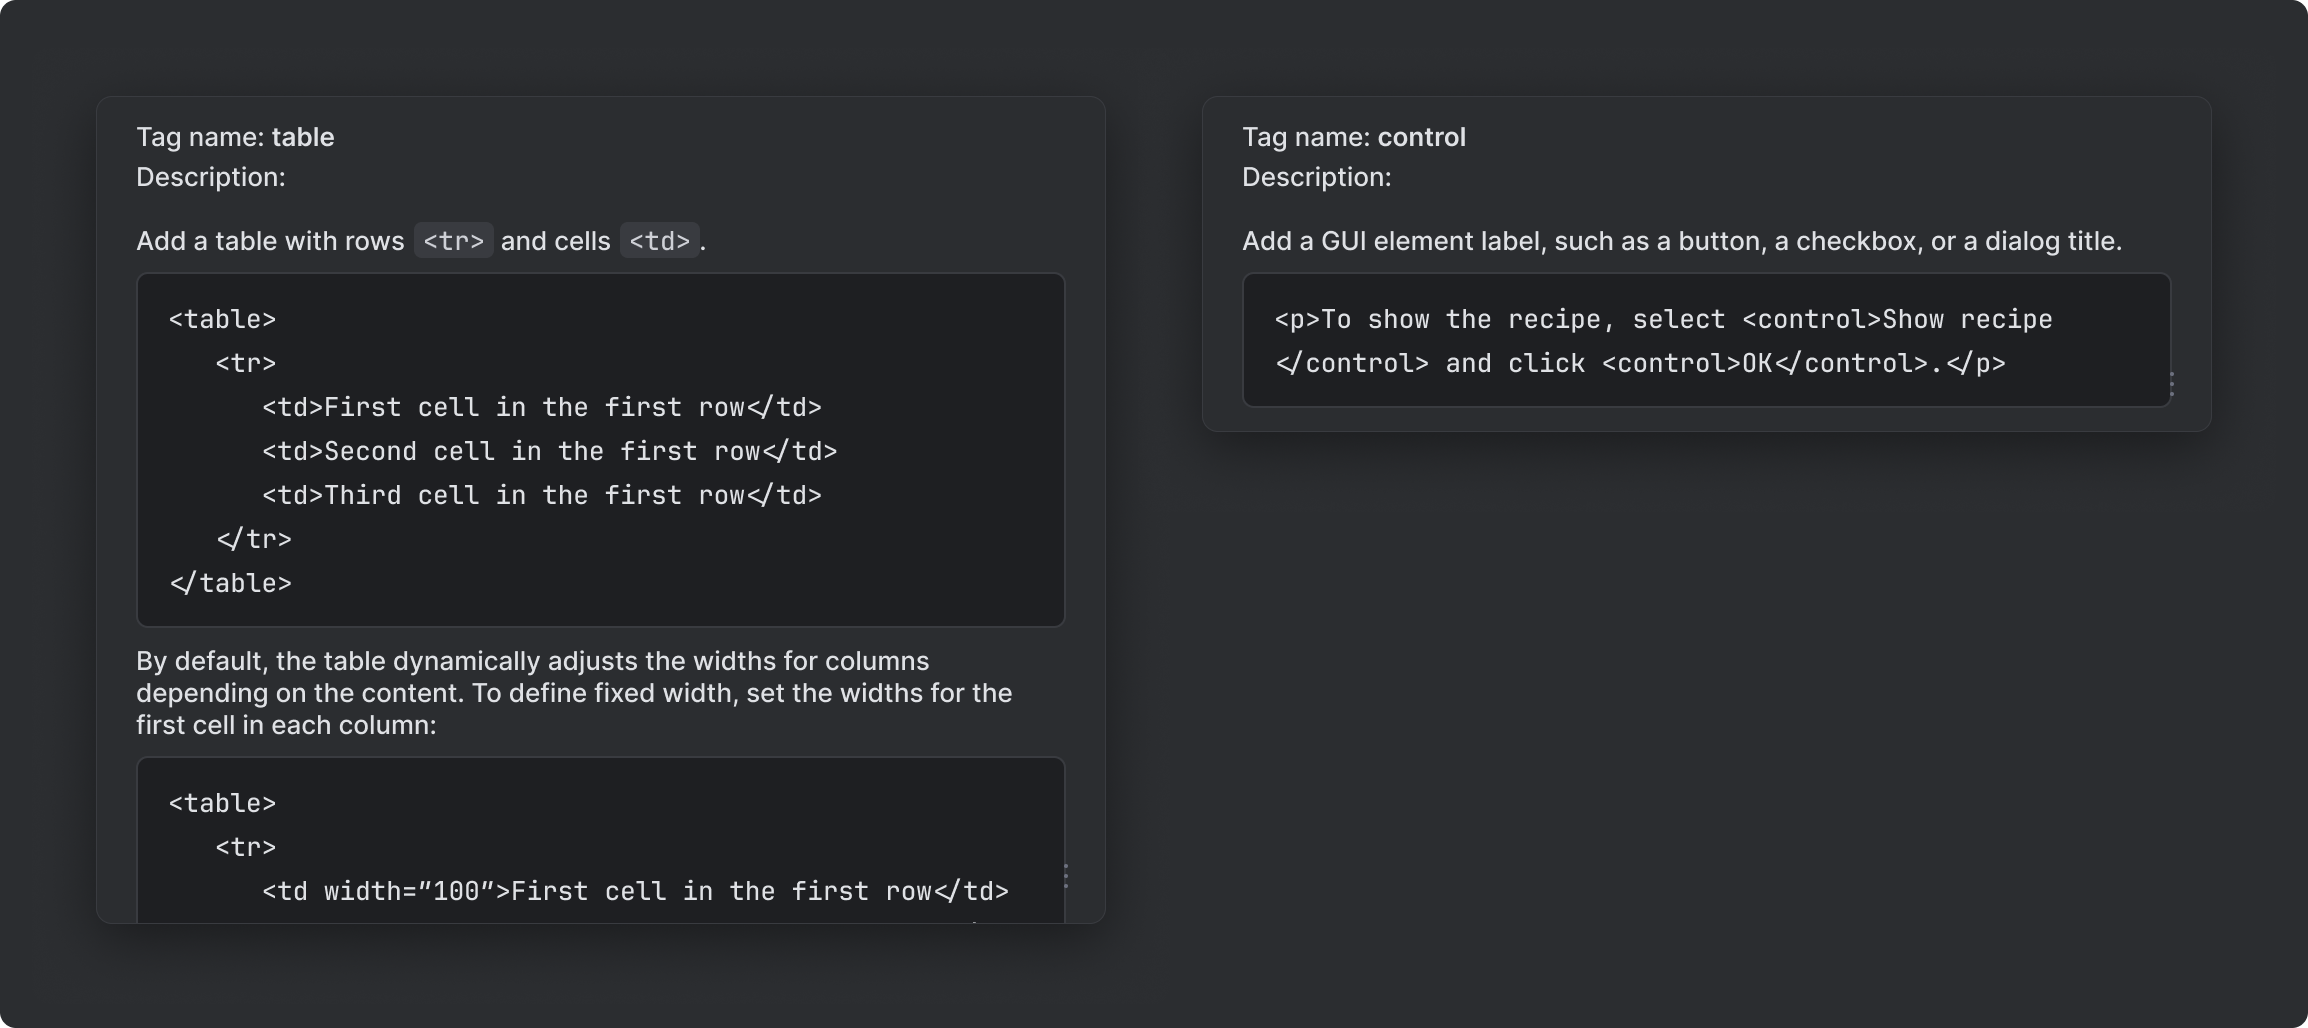 Tag name: table
Description:
Add a table with rows <tr> and cells <td>.
<table>
   <tr>
      <td>First cell in the first row</td>
      <td>Second cell in the first row</td>
      <td>Third cell in the first row</td>
   </tr>
</table>
By default, the table dynamically adjusts the widths for columns
depending on the content. To define fixed width, set the widths for the
first cell in each column:
<table>
   <tr>
      <td width="100">First cell in the first row</td>
Tag name: control
Description:
Add a GUI element label, such as a button, a checkbox, or a dialog title.
<p>To show the recipe, select <control>Show recipe
</control> and click <control>OK</control>.</p>